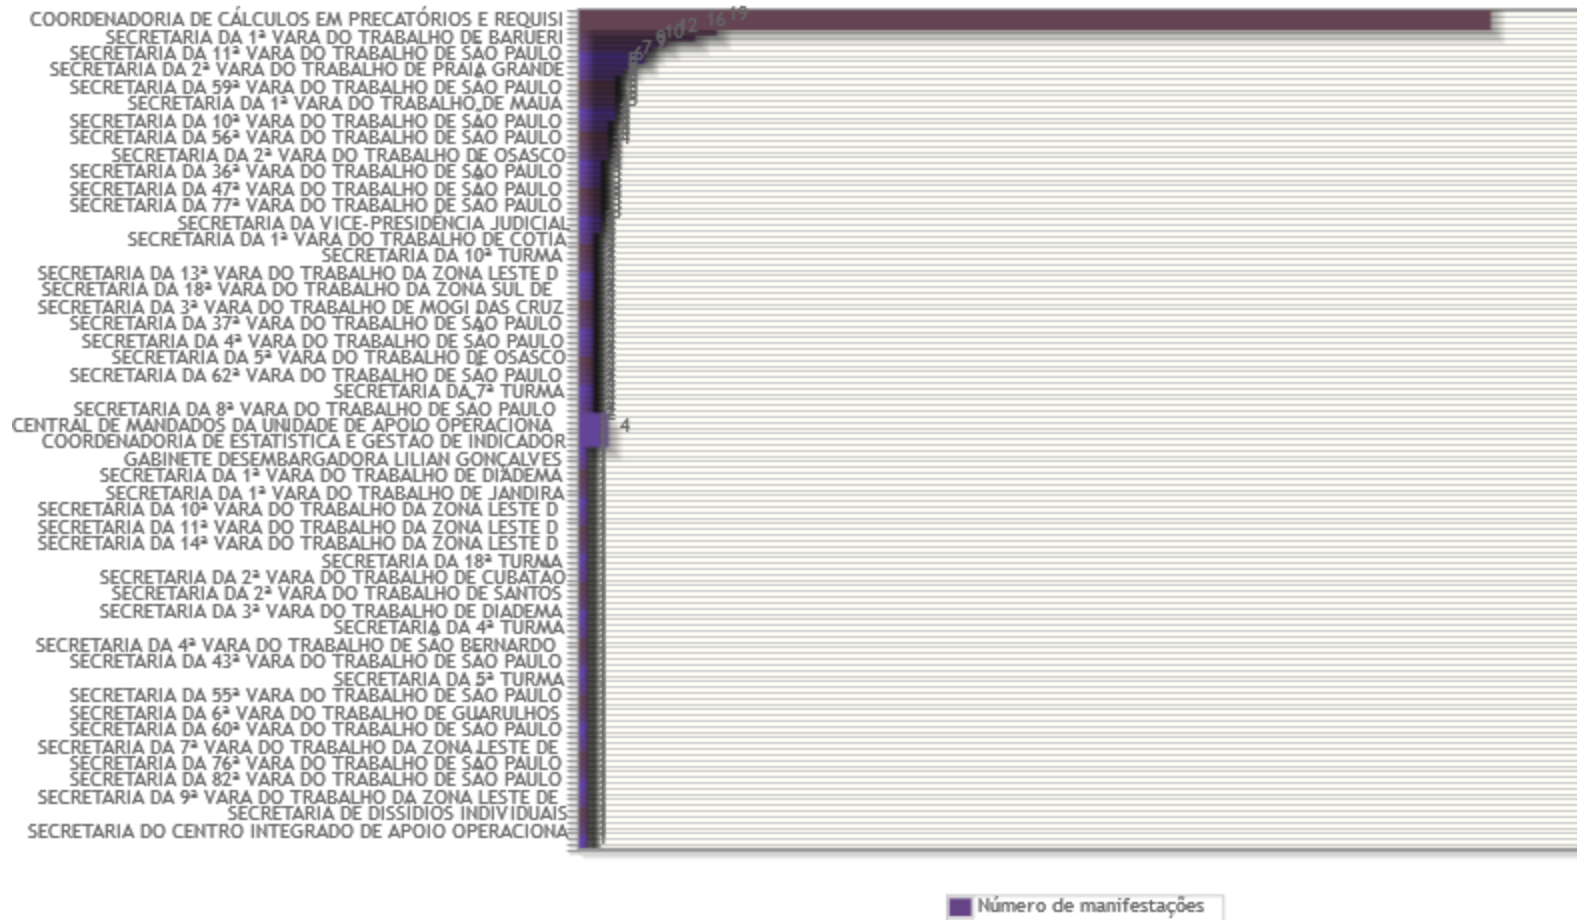 COORDENADORIA DE CÁLCULOS EM PRECATÓRIOS E REQUISI
SECRETARIA DA 1ª VARA DO TRABALHO DE BARUERI
SECRETARIA DA 11ª VARA DO TRABALHO DE SÃO PAULO
SECRETARIA DA 2ª VARA DO TRABALHO DE PRAIA GRANDE
SECRETARIA DA 59ª VARA DO TRABALHO DE SÃO PAULO
SECRETARIA DA 1ª VARA DO TRABALHO DE MAUÁ
SECRETARIA DA 10ª VARA DO TRABALHO DE SÃO PAULO
SECRETARIA DA 56ª VARA DO TRABALHO DE SÃO PAULO
SECRETARIA DA 2ª VARA DO TRABALHO DE OSASCO
SECRETARIA DA 36ª VARA DO TRABALHO DE SÃO PAULO
SECRETARIA DA 47ª VARA DO TRABALHO DE SÃO PAULO
SECRETARIA DA 77ª VARA DO TRABALHO DE SÃO PAULO
SECRETARIA DA VICE-PRESIDÊNCIA JUDICIAL
SECRETARIA DA 1ª VARA DO TRABALHO DE COTIA
SECRETARIA DA 10ª TURMA
SECRETARIA DA 13ª VARA DO TRABALHO DA ZONA LESTE D
SECRETARIA DA 18ª VARA DO TRABALHO DA ZONA SUL DE
SECRETARIA DA 3ª VARA DO TRABALHO DE MOGI DAS CRUZ
SECRETARIA DA 37ª VARA DO TRABALHO DE SÃO PAULO
SECRETARIA DA 4ª VARA DO TRABALHO DE SÃO PAULO
SECRETARIA DA 5ª VARA DO TRABALHO DE OSASCO
SECRETARIA DA 62ª VARA DO TRABALHO DE SÃO PAULO
SECRETARIA DA 7ª TURMA
SECRETARIA DA 8ª VARA DO TRABALHO DE SÃO PAULO
CENTRAL DE MANDADOS DA UNIDADE DE APOIO OPERACIONA
COORDENADORIA DE ESTATÍSTICA E GESTÃO DE INDICADOR
GABINETE DESEMBARGADORA LILIAN GONÇALVES
SECRETARIA DA 1ª VARA DO TRABALHO DE DIADEMA
SECRETARIA DA 1ª VARA DO TRABALHO DE JANDIRA
SECRETARIA DA 10ª VARA DO TRABALHO DA ZONA LESTE D
SECRETARIA DA 11ª VARA DO TRABALHO DA ZONA LESTE D
SECRETARIA DA 14ª VARA DO TRABALHO DA ZONA LESTE D
SECRETARIA DA 18ª TURMA
SECRETARIA DA 2ª VARA DO TRABALHO DE CUBATÃO
SECRETARIA DA 2ª VARA DO TRABALHO DE SANTOS
SECRETARIA DA 3ª VARA DO TRABALHO DE DIADEMA
SECRETARIA DA 4ª TURMA
SECRETARIA DA 4ª VARA DO TRABALHO DE SÃO BERNARDO
SECRETARIA DA 43ª VARA DO TRABALHO DE SÃO PAULO
SECRETARIA DA 5ª TURMA
SECRETARIA DA 55ª VARA DO TRABALHO DE SÃO PAULO
SECRETARIA DA 6ª VARA DO TRABALHO DE GUARULHOS
SECRETARIA DA 60ª VARA DO TRABALHO DE SÃO PAULO
SECRETARIA DA 7ª VARA DO TRABALHO DA ZONA LESTE DE
SECRETARIA DA 76ª VARA DO TRABALHO DE SÃO PAULO
SECRETARIA DA 82ª VARA DO TRABALHO DE SÃO PAULO
SECRETARIA DA 9ª VARA DO TRABALHO DA ZONA LESTE DE
SECRETARIA DE DISSÍDIOS INDIVIDUAIS
SECRETARIA DO CENTRO INTEGRADO DE APOIO OPERACIONA
19
16
12
10
4
Número de manifestações